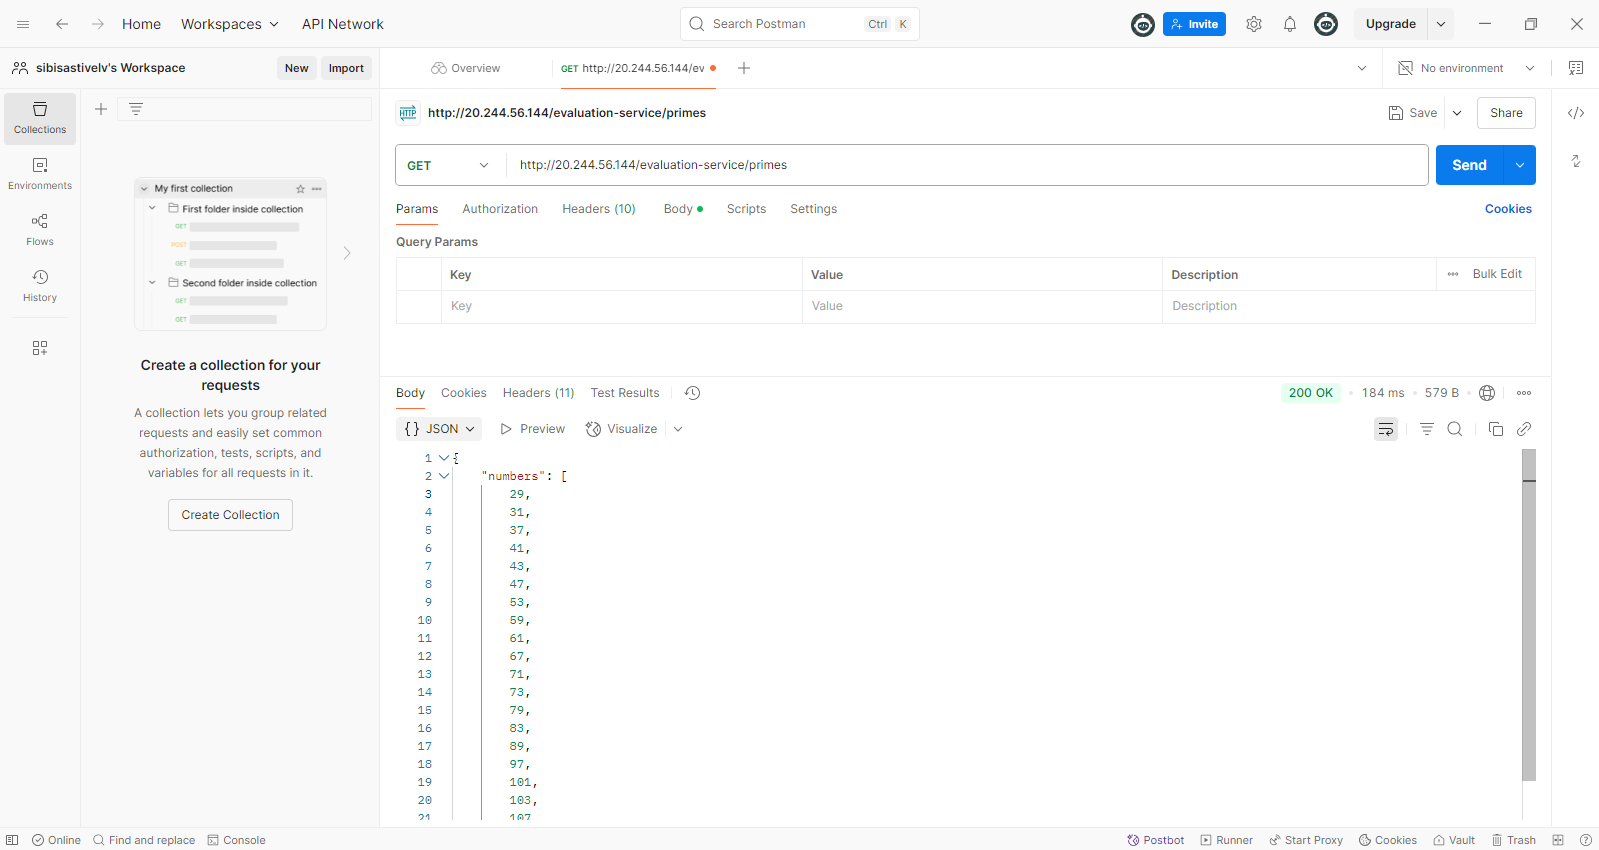 Home
Workspaces
API Network
Search Postman
Ctrl
K
Invite
Upgrade
sibisastivelv's Workspace
New
Import
Overview
GET http://20.244.56.144/ev
No environment
Collections
Environments
Flows
History
My first collection
First folder inside collection
GET
POST
GET
Second folder inside collection
GET
GET
Create a collection for your
requests
A collection lets you group related
requests and easily set common
authorization, tests, scripts, and
variables for all requests in it.
Create Collection
HTTP
http://20.244.56.144/evaluation-service/primes
Save
Share
GET
http://20.244.56.144/evaluation-service/primes
Send
Params
Authorization
Headers (10)
Body
Scripts
Settings
Cookies
Query Params
Key
Value
Description
Bulk Edit
Key
Value
Description
Body
Cookies
Headers (11)
Test Results
200 OK
184 ms
579 B
{} JSON
Preview
Visualize
1 {
2 "numbers": [
3 29,
4 31,
5 37,
6 41,
7 43,
8 47,
9 53,
10 59,
11 61,
12 67,
13 71,
14 73,
15 79,
16 83,
17 89,
18 97,
19 101,
20 103,
21 107
Online
Find and replace
Console
Postbot
Runner
Start Proxy
Cookies
Vault
Trash